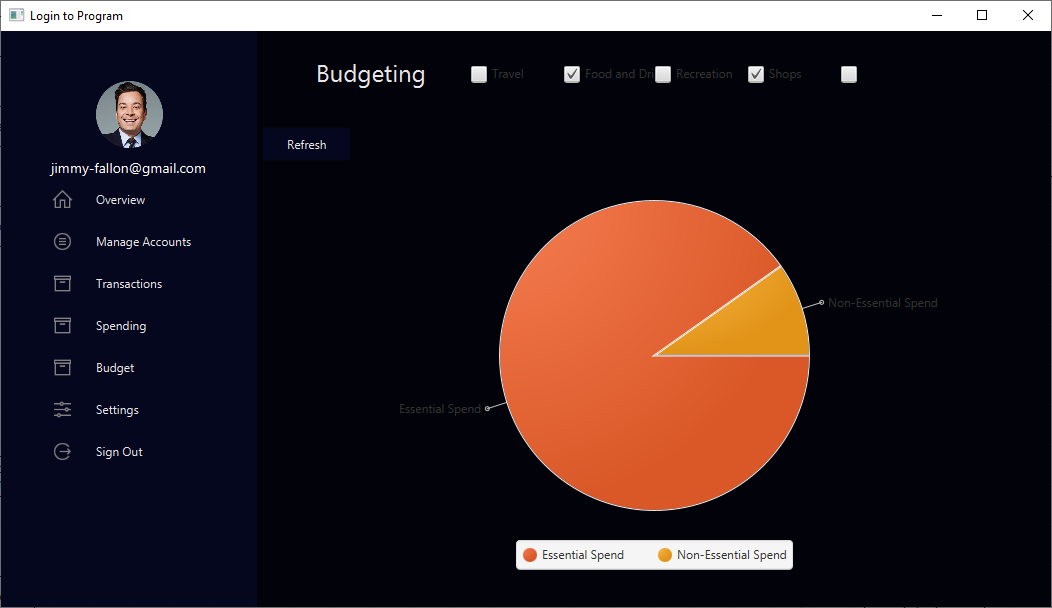 Login to Program
Budgeting
Travel
Food and Dri
Recreation
Shops
jimmy-fallon@gmail.com
Overview
Manage Accounts
Transactions
Spending
Budget
Settings
Sign Out
Refresh
Non-Essential Spend
Essential Spend
Essential Spend
Non-Essential Spend